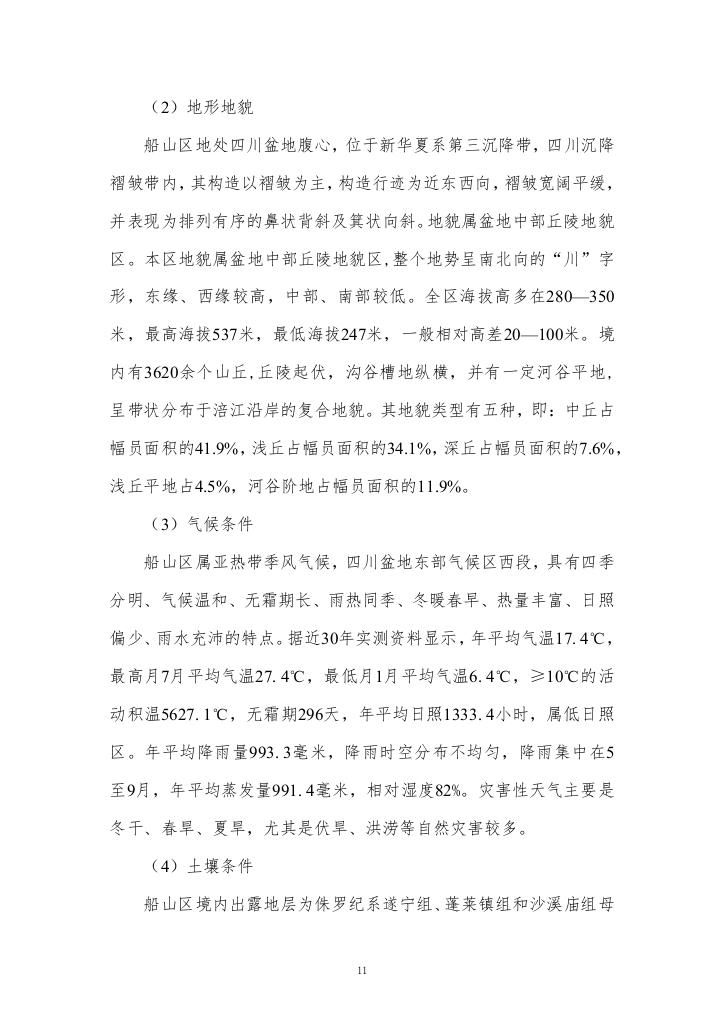 （2）地形地貌
船山区地处四川盆地腹心，位于新华夏系第三沉降带，四川沉降
褶皱带内，其构造以褶皱为主，构造行迹为近东西向，褶皱宽阔平缓，
并表现为排列有序的鼻状背斜及箕状向斜。地貌属盆地中部丘陵地貌
区。本区地貌属盆地中部丘陵地貌区,整个地势呈南北向的“川”字
形，东缘、西缘较高，中部、南部较低。全区海拔高多在280—350
米，最高海拔537米，最低海拔247米，一般相对高差20—100米。境
内有3620余个山丘,丘陵起伏，沟谷槽地纵横，并有一定河谷平地,
呈带状分布于涪江沿岸的复合地貌。其地貌类型有五种，即：中丘占
幅员面积的41.9%，浅丘占幅员面积的34.1%，深丘占幅员面积的7.6%，
浅丘平地占4.5%，河谷阶地占幅员面积的11.9%。
（3）气候条件
船山区属亚热带季风气候，四川盆地东部气候区西段，具有四季
分明、气候温和、无霜期长、雨热同季、冬暖春早、热量丰富、日照
偏少、雨水充沛的特点。据近30年实测资料显示，年平均气温17.4℃，
最高月7月平均气温27.4℃，最低月1月平均气温6.4℃，≥10℃的活
动积温5627.1℃，无霜期296天，年平均日照1333.4小时，属低日照
区。年平均降雨量993.3毫米，降雨时空分布不均匀，降雨集中在5
至9月，年平均蒸发量991.4毫米，相对湿度82%。灾害性天气主要是
冬干、春旱、夏旱，尤其是伏旱、洪涝等自然灾害较多。
（4）土壤条件
船山区境内出露地层为侏罗纪系遂宁组、蓬莱镇组和沙溪庙组母
11